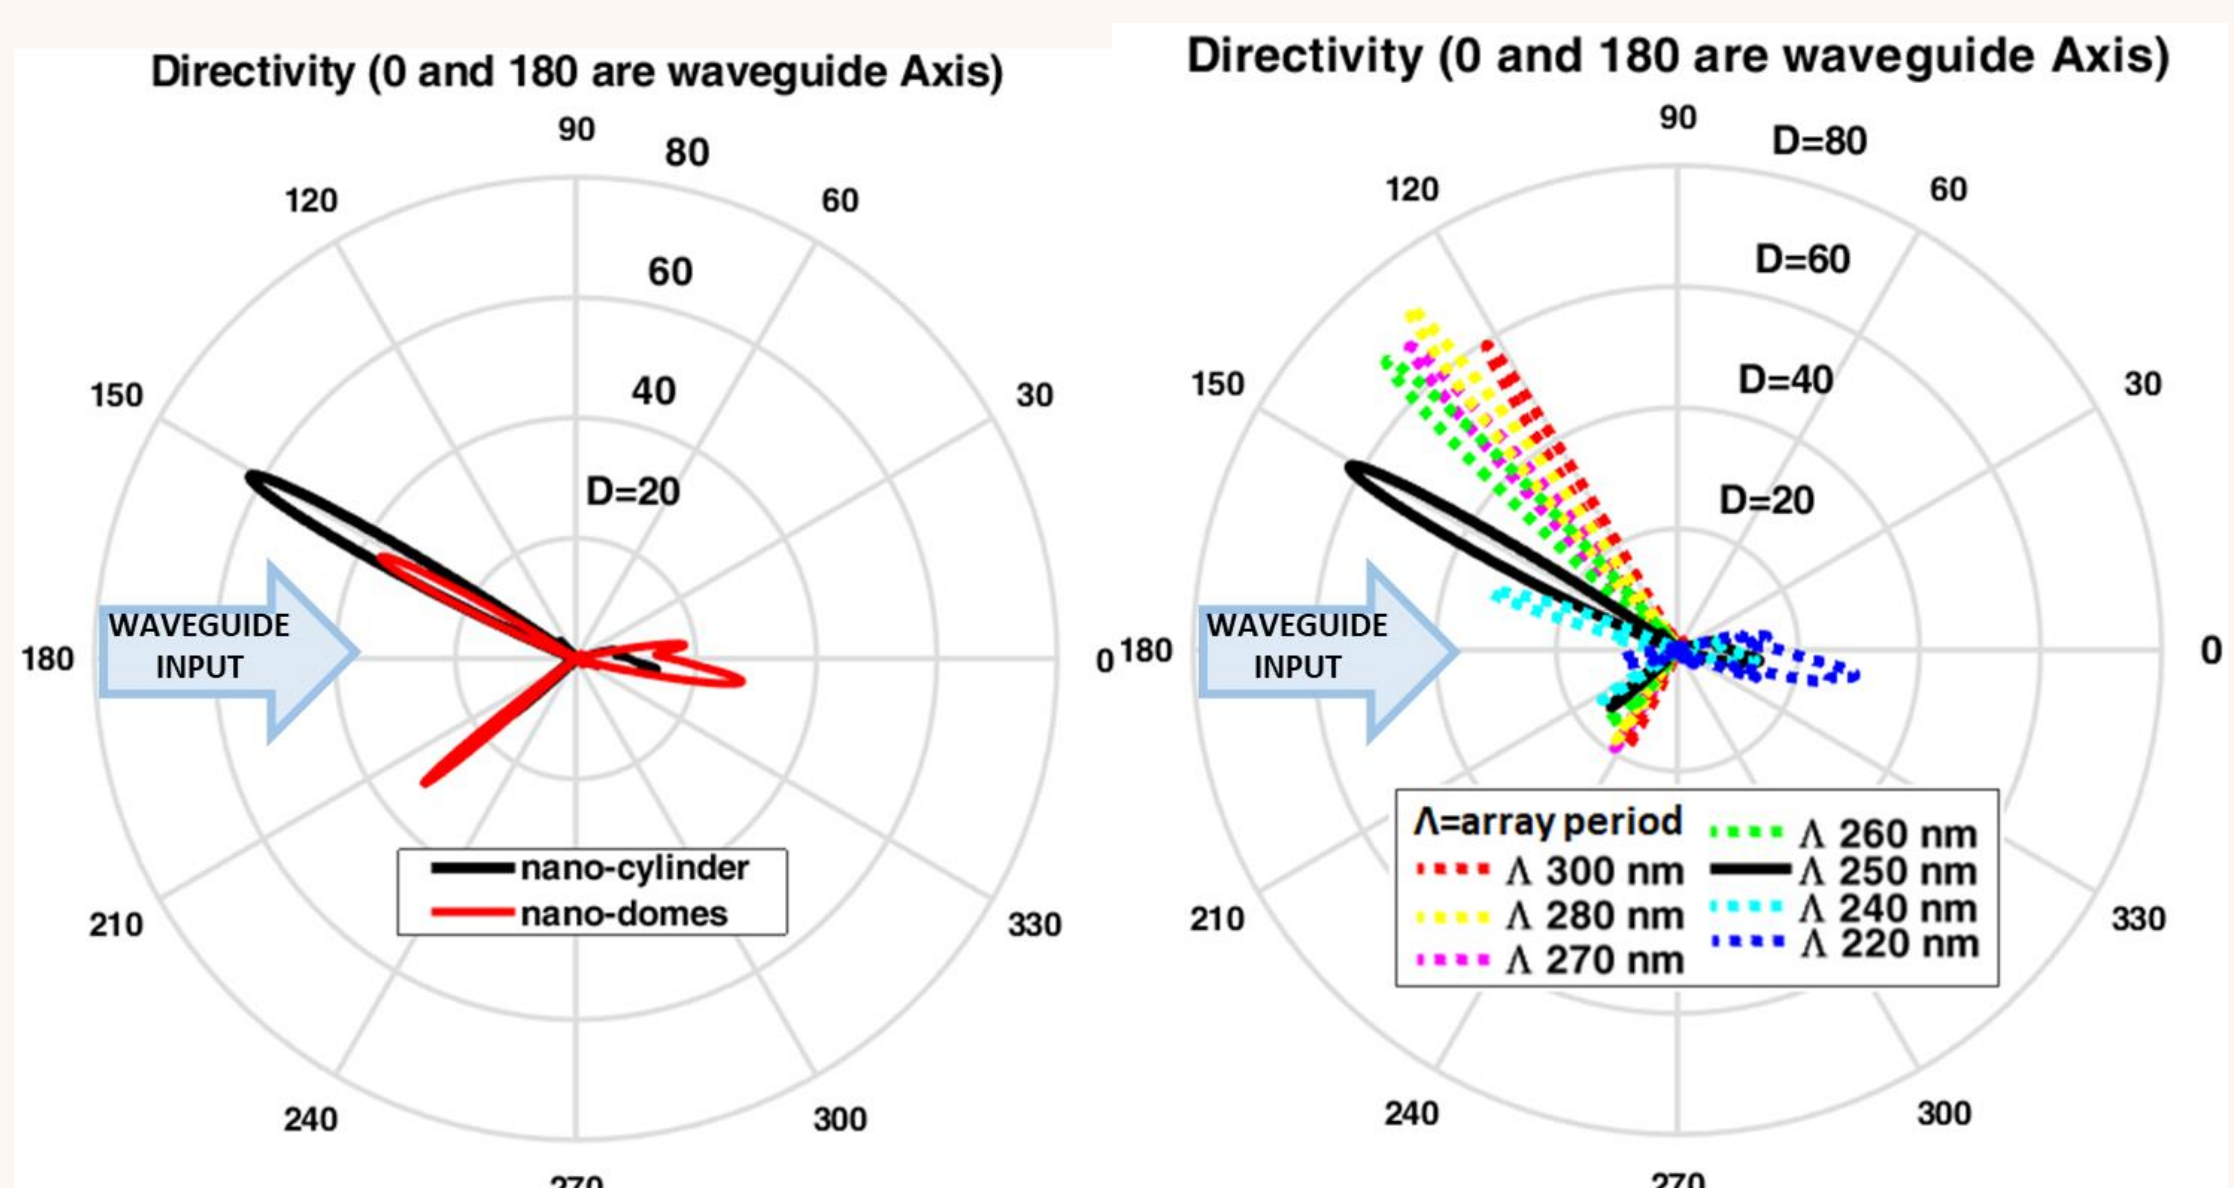 Directivity (0 and 180 are waveguide Axis)
90
80
120
60
60
150
40
30
D=20
WAVEGUIDE
INPUT
180
0
210
330
nano-cylinder
nano-domes
240
300
270
Directivity (0 and 180 are waveguide Axis)
90
D=80
120
60
D=60
150
D=40
30
D=20
WAVEGUIDE
INPUT
180
0
Λ=array period
Λ 300 nm
Λ 280 nm
Λ 270 nm
Λ 260 nm
Λ 250 nm
Λ 240 nm
Λ 220 nm
210
330
240
300
270